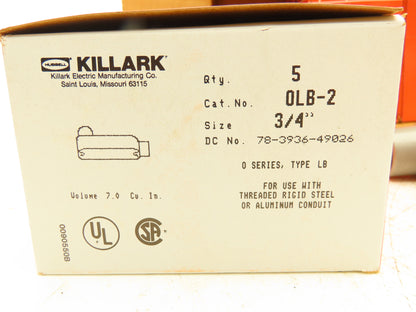 HUBBELL
KILLARK®
Killark Electric Manufacturing Co.
Saint Louis, Missouri 63115
Qty. 5
Cat.No. OLB-2
Size 3/4"
DC No. 78-3936-49026
O SERIES, TYPE LB
FOR USE WITH
THREADED RIGID STEEL
OR ALUMINUM CONDUIT
Volume 7.0 Cu. In.
UL
SA
0090550B